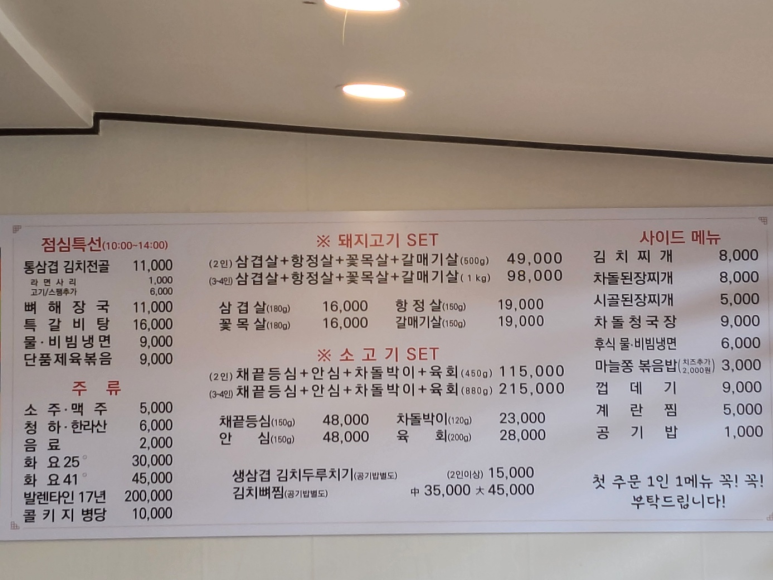 점심특선(10:00~14:00)
통삼겹 김치전골 11,000
라면사리 1,000
고기/스팸추가 6,000
뼈해장국 11,000
특갈비탕 16,000
물·비빔냉면 9,000
단품제육볶음 9,000
주 류
소주·맥주 5,000
청하·한라산 6,000
음료 2,000
화요25° 30,000
화요41° 45,000
발렌타인 17년 200,000
콜키지 병당 10,000
※ 돼지고기 SET
(2인) 삼겹살+항정살+꽃목살+갈매기살(500g) 49,000
(3-4인) 삼겹살+항정살+꽃목살+갈매기살(1kg) 98,000
삼겹살(180g) 16,000 항정살(150g) 19,000
꽃목살(180g) 16,000 갈매기살(150g) 19,000
※ 소고기 SET
(2인) 채끝등심+안심+차돌박이+육회(450g) 115,000
(3-4인) 채끝등심+안심+차돌박이+육회(880g) 215,000
채끝등심(150g) 48,000 차돌박이(120g) 23,000
안심(150g) 48,000 육회(200g) 28,000
생삼겹 김치두루치기(공기밥별도) (2인이상) 15,000
김치뼈찜(공기밥별도) 中 35,000 大 45,000
사이드 메뉴
김치찌개 8,000
차돌된장찌개 8,000
시골된장찌개 5,000
차돌청국장 9,000
후식 물·비빔냉면 6,000
마늘쫑 볶음밥(치즈추가 2,000원) 3,000
껍데기 9,000
계란찜 5,000
공기밥 1,000
첫 주문 1인 1메뉴 꼭! 꼭!
부탁드립니다!